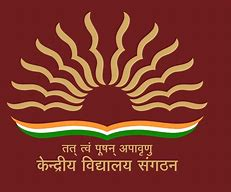 तत् त्वं पूषन् अपावृणु
केन्द्रीय विद्यालय संगठन